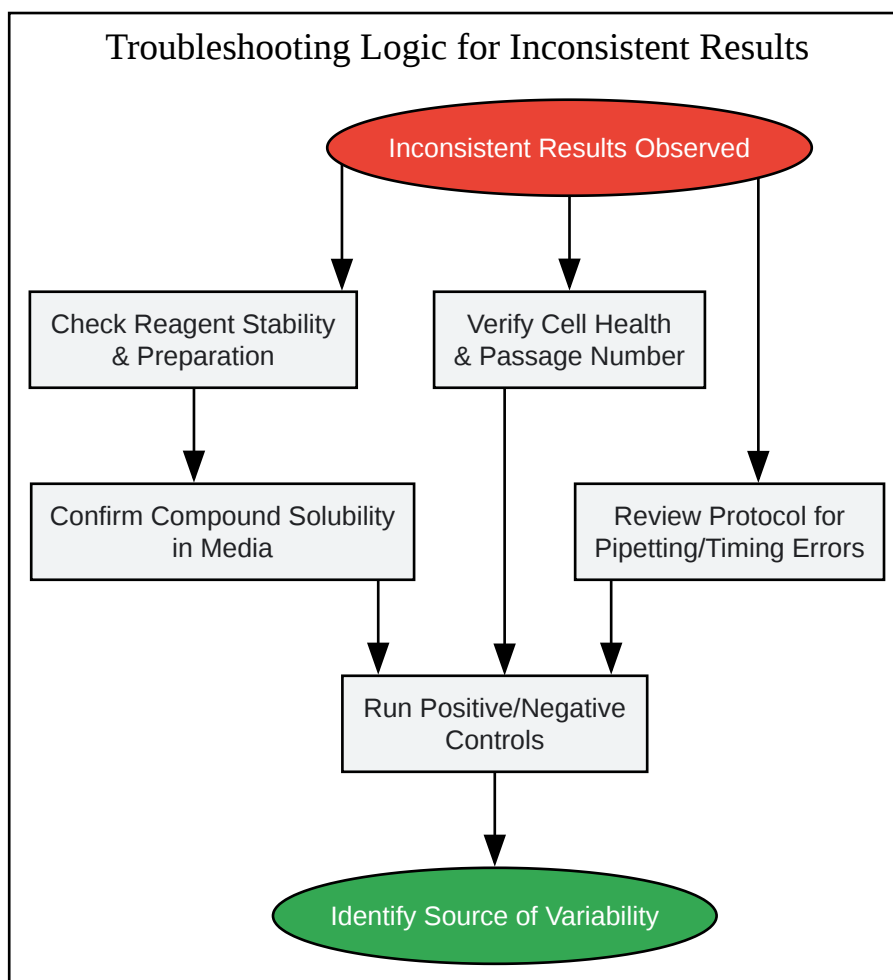 Troubleshooting Logic for Inconsistent Results
Inconsistent Results Observed
Check Reagent Stability
& Preparation
Verify Cell Health
& Passage Number
Confirm Compound Solubility
in Media
Review Protocol for
Pipetting/Timing Errors
Run Positive/Negative
Controls
Identify Source of Variability